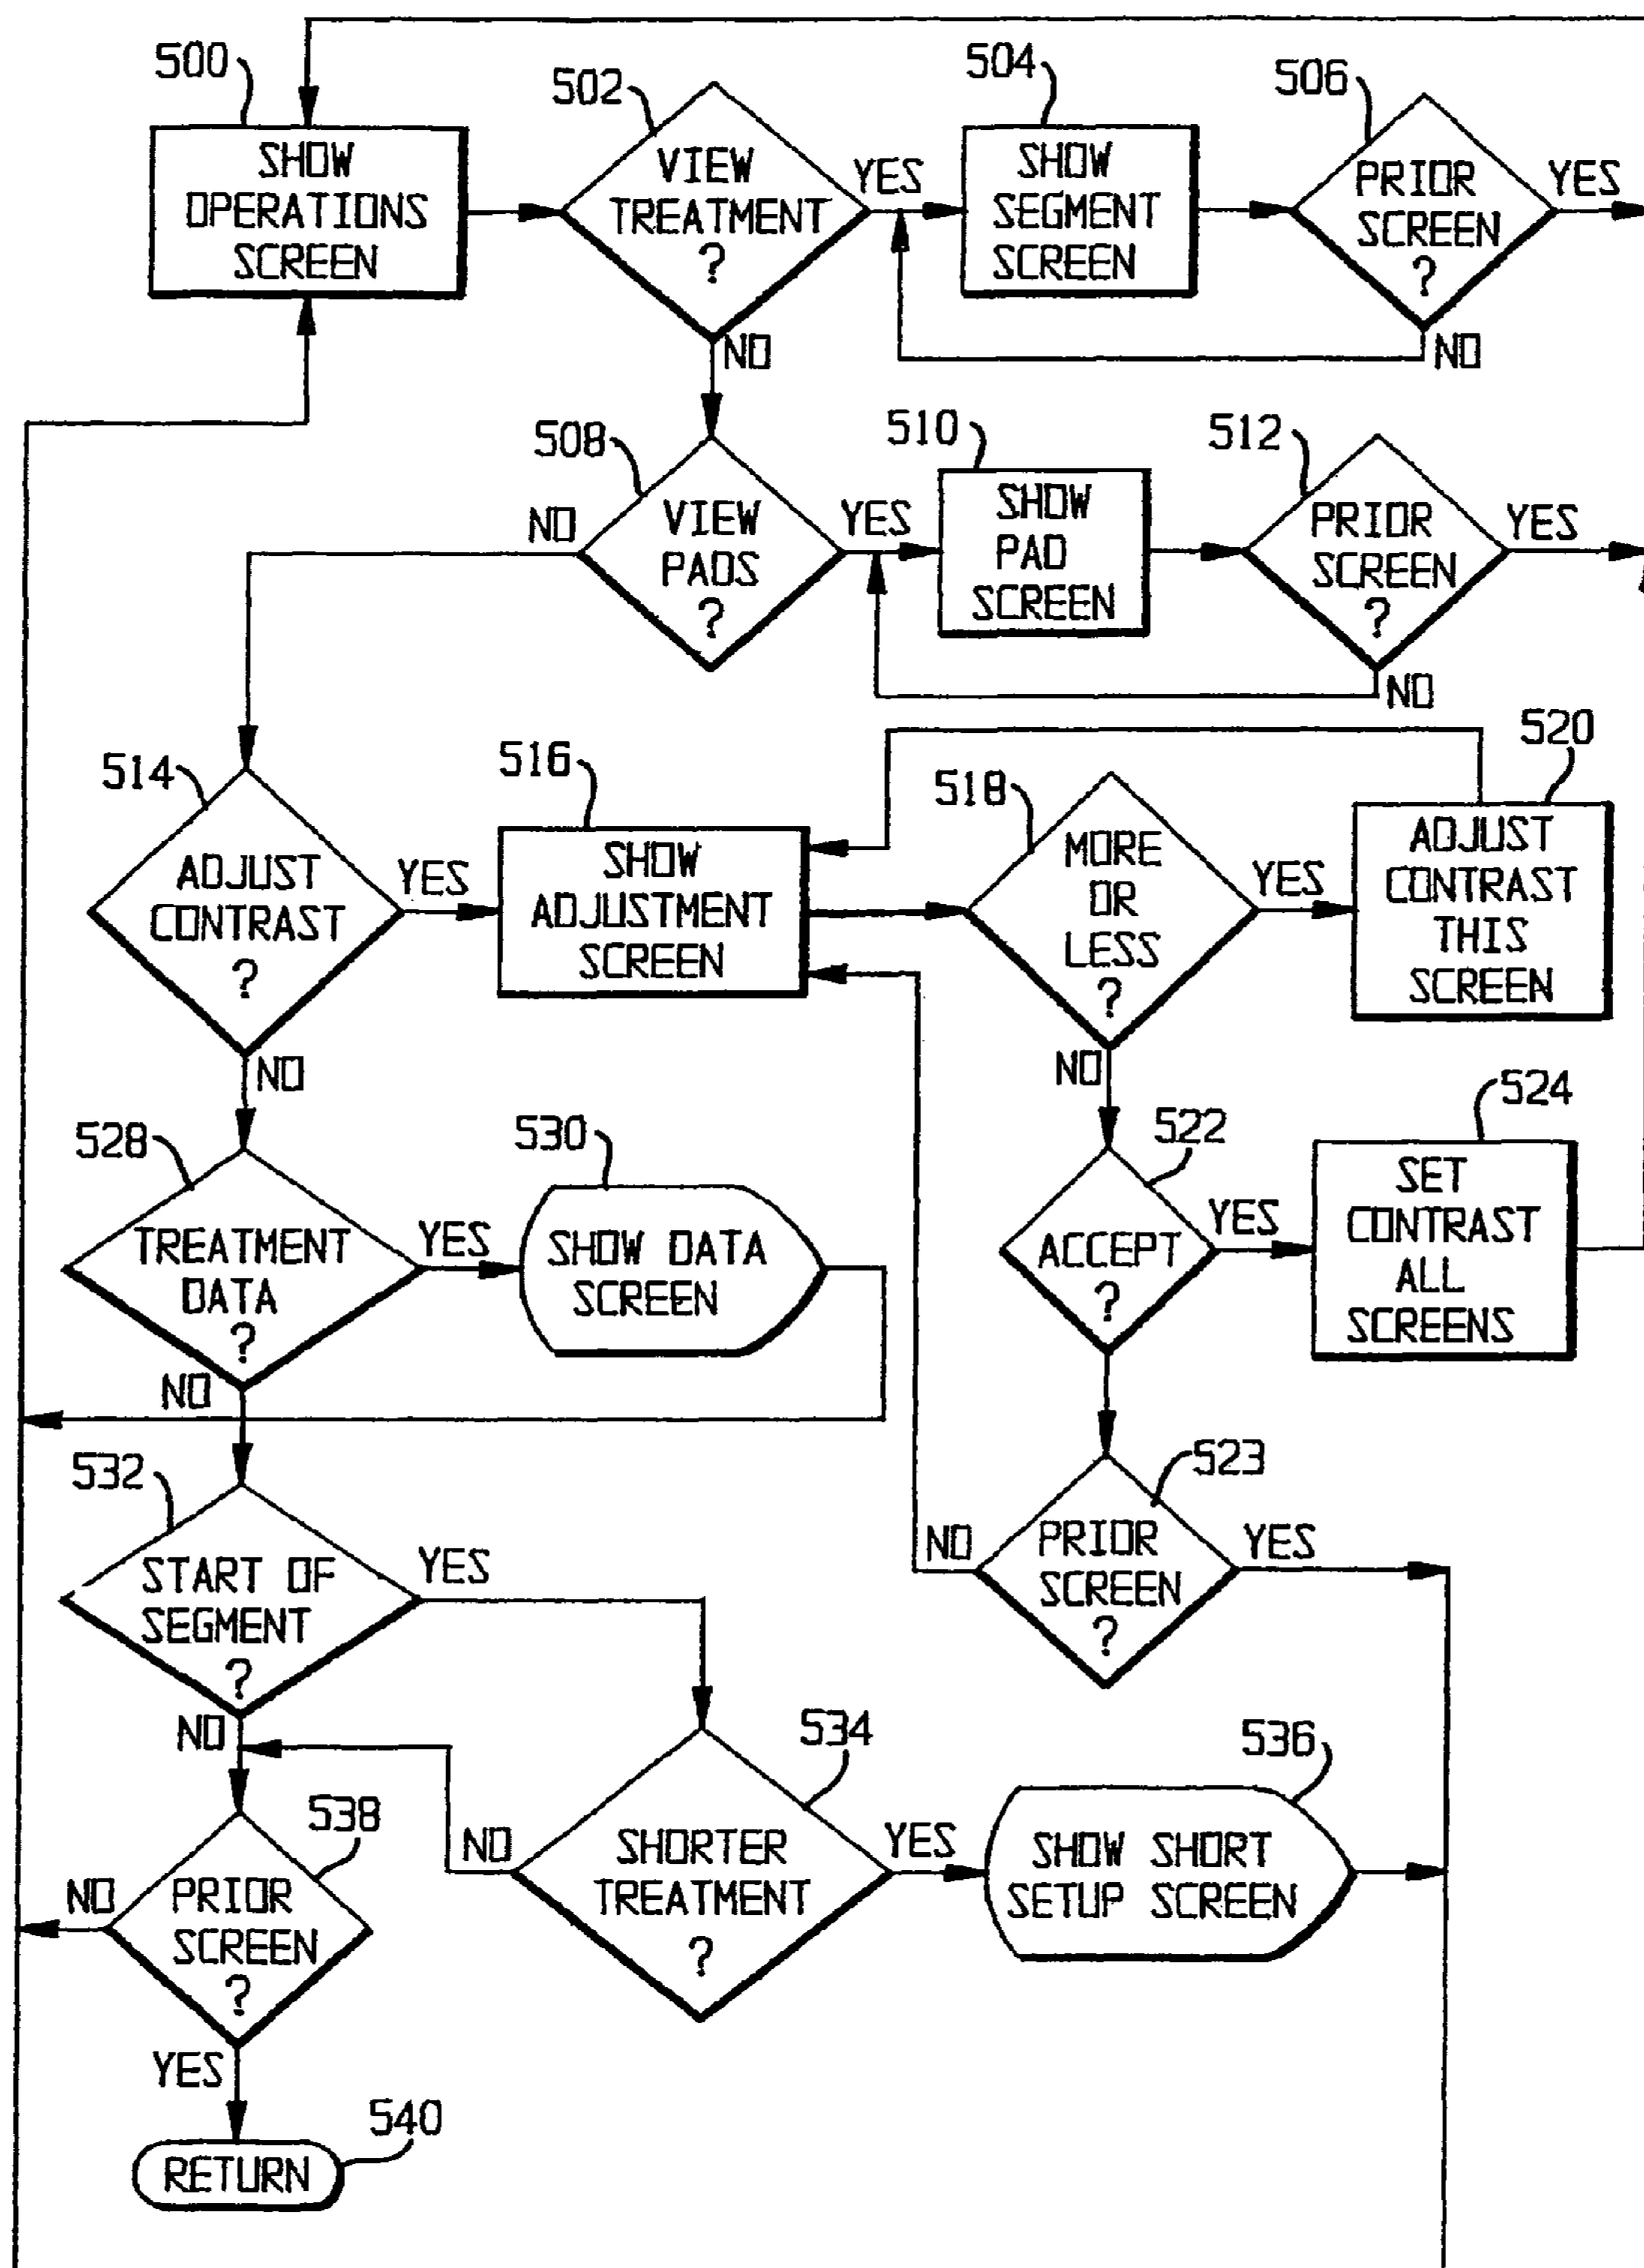 500
SHOW
OPERATIONS
SCREEN
502
VIEW
TREATMENT
?
YES
NO
504
SHOW
SEGMENT
SCREEN
506
PRIOR
SCREEN
?
YES
NO
508
VIEW
PADS
?
NO
YES
510
SHOW
PAD
SCREEN
512
PRIOR
SCREEN
?
YES
NO
514
ADJUST
CONTRAST
?
YES
NO
516
SHOW
ADJUSTMENT
SCREEN
518
MORE
OR
LESS
?
YES
NO
520
ADJUST
CONTRAST
THIS
SCREEN
522
ACCEPT
?
YES
524
SET
CONTRAST
ALL
SCREENS
523
PRIOR
SCREEN
?
NO
YES
528
TREATMENT
DATA
?
YES
NO
530
SHOW DATA
SCREEN
532
START OF
SEGMENT
?
YES
NO
534
SHORTER
TREATMENT
?
NO
YES
536
SHOW SHORT
SETUP SCREEN
538
PRIOR
SCREEN
?
NO
YES
540
RETURN